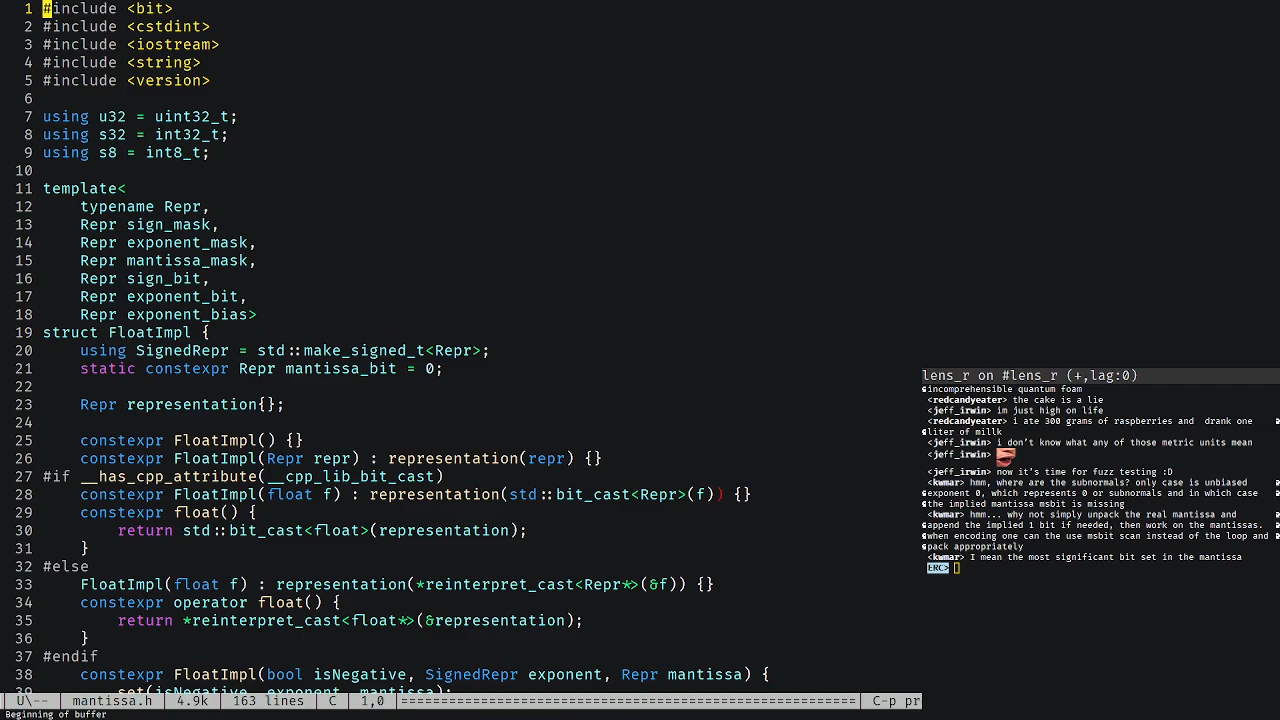 1 #include <bit>
2 #include <cstdint>
3 #include <iostream>
4 #include <string>
5 #include <version>
6
7 using u32 = uint32_t;
8 using s32 = int32_t;
9 using s8 = int8_t;
10
11 template<
12     typename Repr,
13     Repr sign_mask,
14     Repr exponent_mask,
15     Repr mantissa_mask,
16     Repr sign_bit,
17     Repr exponent_bit,
18     Repr exponent_bias>
19 struct FloatImpl {
20     using SignedRepr = std::make_signed_t<Repr>;
21     static constexpr Repr mantissa_bit = 0;
22
23     Repr representation{};
24
25     constexpr FloatImpl() {}
26     constexpr FloatImpl(Repr repr) : representation(repr) {}
27 #if __has_cpp_attribute(__cpp_lib_bit_cast)
28     constexpr FloatImpl(float f) : representation(std::bit_cast<Repr>(f)) {}
29     constexpr float() {
30         return std::bit_cast<float>(representation);
31     }
32 #else
33     FloatImpl(float f) : representation(*reinterpret_cast<Repr*>(&f)) {}
34     constexpr operator float() {
35         return *reinterpret_cast<float*>(&representation);
36     }
37 #endif
38     constexpr FloatImpl(bool isNegative, SignedRepr exponent, Repr mantissa) {
39         set(isNegative, exponent, mantissa);
U\-- mantissa.h 4.9k 163 lines C 1,0 ================================================= C-p pr
Beginning of buffer
lens_r on #lens_r (+,lag:0)
incomprehensible quantum foam
<redcandyeater> the cake is a lie
<jeff_irwin> im just high on life
<redcandyeater> i ate 300 grams of raspberries and  drank one
liter of millk
<jeff_irwin> i don't know what any of those metric units mean
<jeff_irwin>
<jeff_irwin> now it's time for fuzz testing :D
<kwmar> hmm, where are the subnormals? only case is unbiased
exponent 0, which represents 0 or subnormals and in which case
the implied mantissa msbit is missing
<kwmar> hmm... why not simply unpack the real mantissa and
append the implied 1 bit if needed, then work on the mantissas.
when encoding one can the use msbit scan instead of the loop and
pack appropriately
<kwmar> I mean the most significant bit set in the mantissa
ERC>